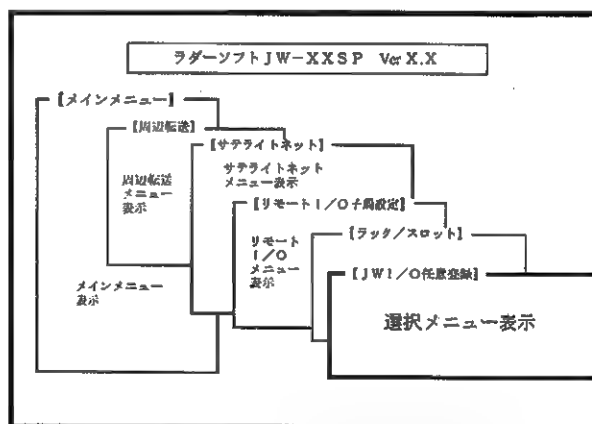 ラダーソフトJW-XXSP Ver X.X
【メインメニュー】
【周辺転送】
【サテライトネット】
サテライトネット
メニュー表示
周辺転送
メニュー
表示
【リモートI/O子局設定】
【ラック/スロット】
リモート
I/O
メニュー
表示
メインメニュー
表示
【JWI/O任意登録】
選択メニュー表示